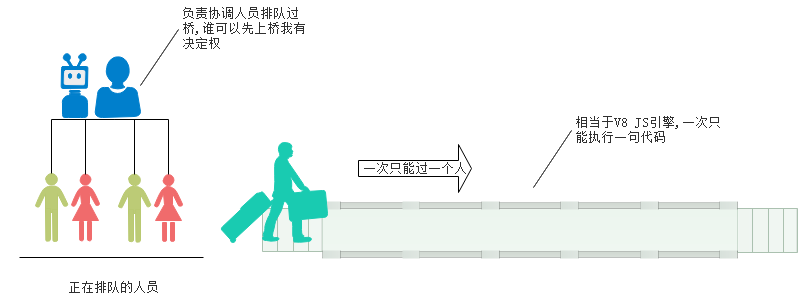 负责协调人员排队过
桥,谁可以先上桥我有
决定权
相当于V8 JS引擎,一次只
能执行一句代码
一次只能过一个人
正在排队的人员